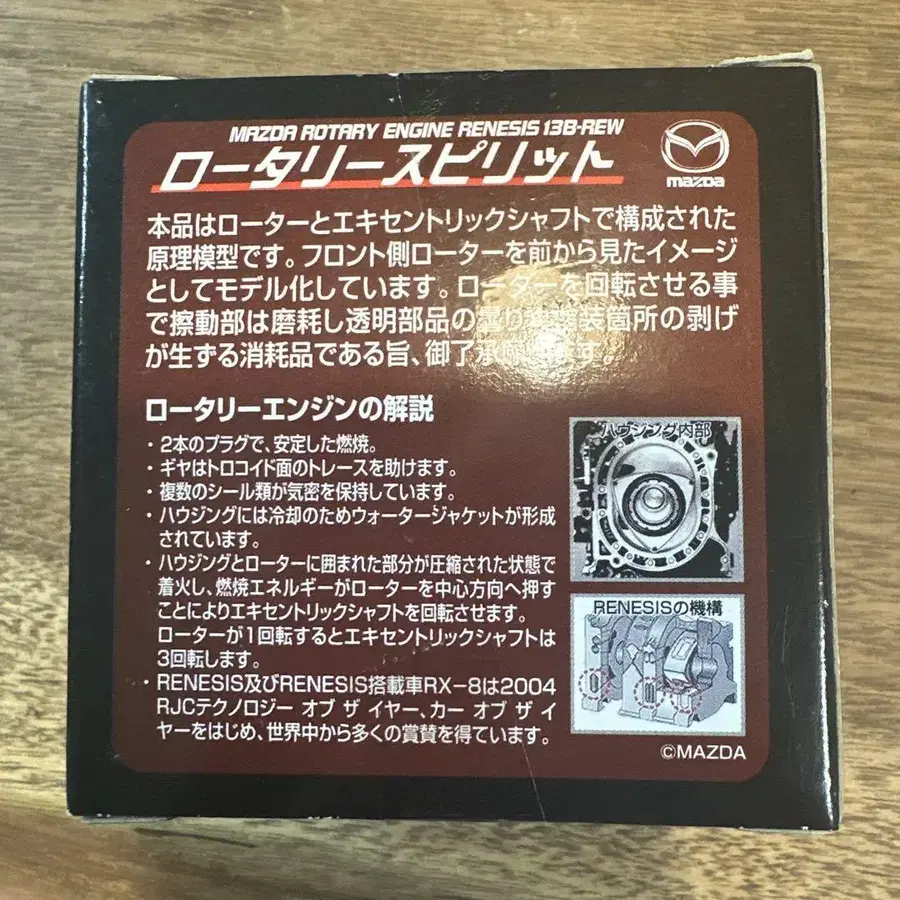 MAZDA ROTARY ENGINE RENESIS 13B-REW
ロータリースピリット
mazda
本品はローターとエキセントリックシャフトで構成された
原理模型です。フロント側ローターを前から見たイメージ
としてモデル化しています。ローターを回転させる事
で擦動部は磨耗し透明部品の装箇所の剥げ
が生ずる消耗品である旨、御了承ます。
ロータリーエンジンの解説
・2本のプラグで、安定した燃焼。
・ギヤはトロコイド面のトレースを助けます。
・複数のシール類が気密を保持しています。
・ハウジングには冷却のためウォータージャケットが形成
されています。
・ハウジングとローターに囲まれた部分が圧縮された状態で
着火し、燃焼エネルギーがローターを中心方向へ押す
ことによりエキセントリックシャフトを回転させます。
ローターが1回転するとエキセントリックシャフトは
3回転します。
・RENESIS及びRENESIS搭載車RX-8は2004
RJCテクノロジー オブ ザ イヤー、カー オブ ザ イ
ヤーをはじめ、世界中から多くの賞賛を得ています。
ハウジング内部
RENESISの機構
©MAZDA